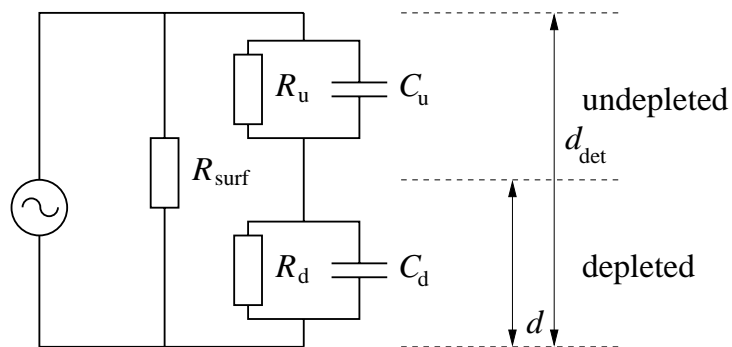 R_u
C_u
undepleted
d_det
R_surf
R_d
C_d
depleted
d